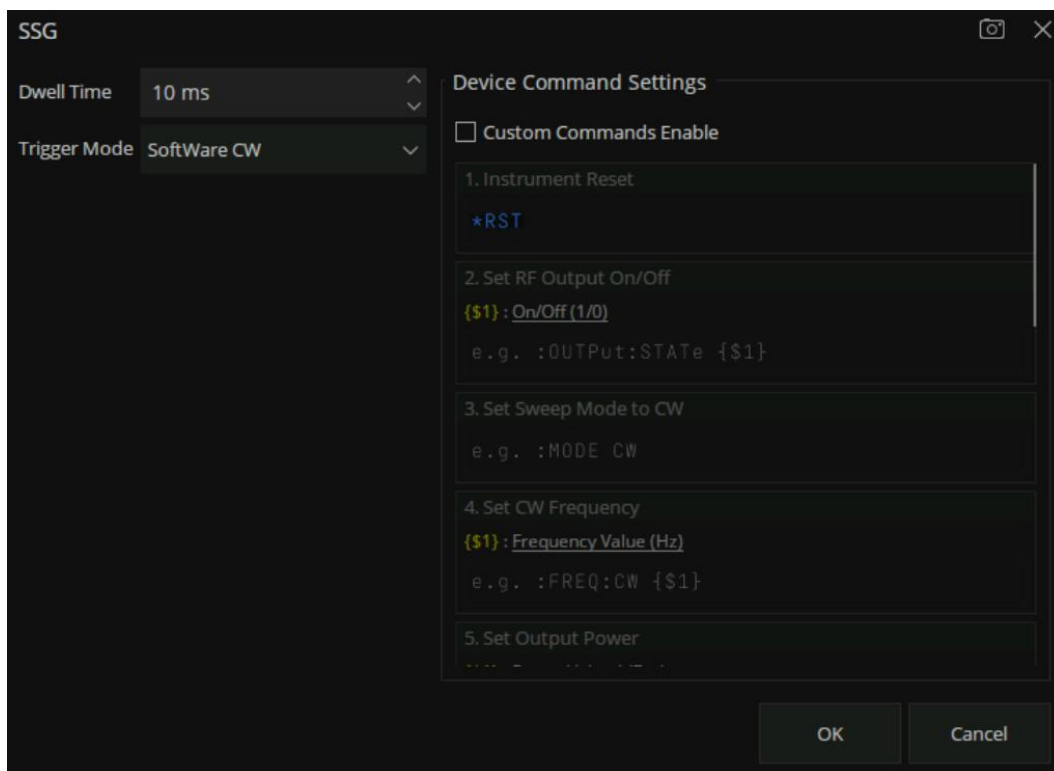 SSG
Dwell Time 10 ms
Trigger Mode SoftWare CW
Device Command Settings
Custom Commands Enable
1. Instrument Reset
*RST
2. Set RF Output On/Off
{$1} : On/Off (1/0)
e.g. :OUTPut:STATe {$1}
3. Set Sweep Mode to CW
e.g. :MODE CW
4. Set CW Frequency
{$1} : Frequency Value (Hz)
e.g. :FREQ:CW {$1}
5. Set Output Power
OK Cancel